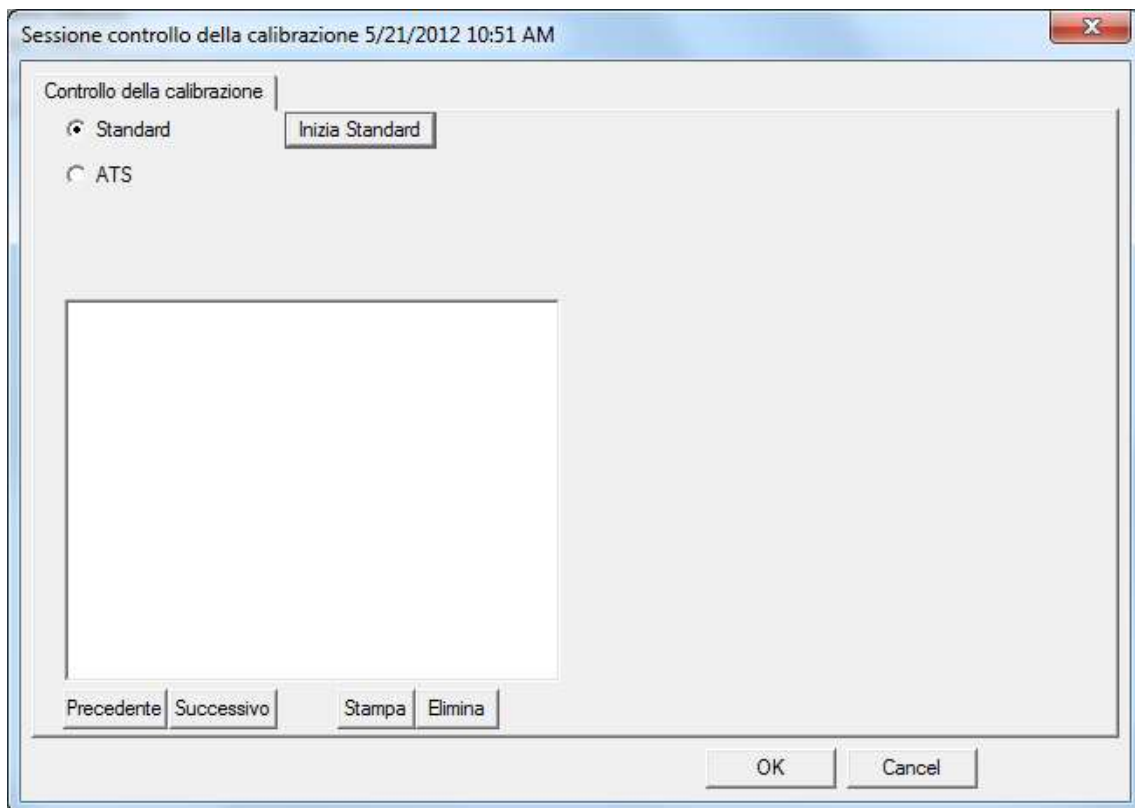 Sessione controllo della calibrazione 5/21/2012 10:51 AM
Controllo della calibrazione
Standard Inizia Standard
ATS
Precedente Successivo Stampa Elimina
OK Cancel